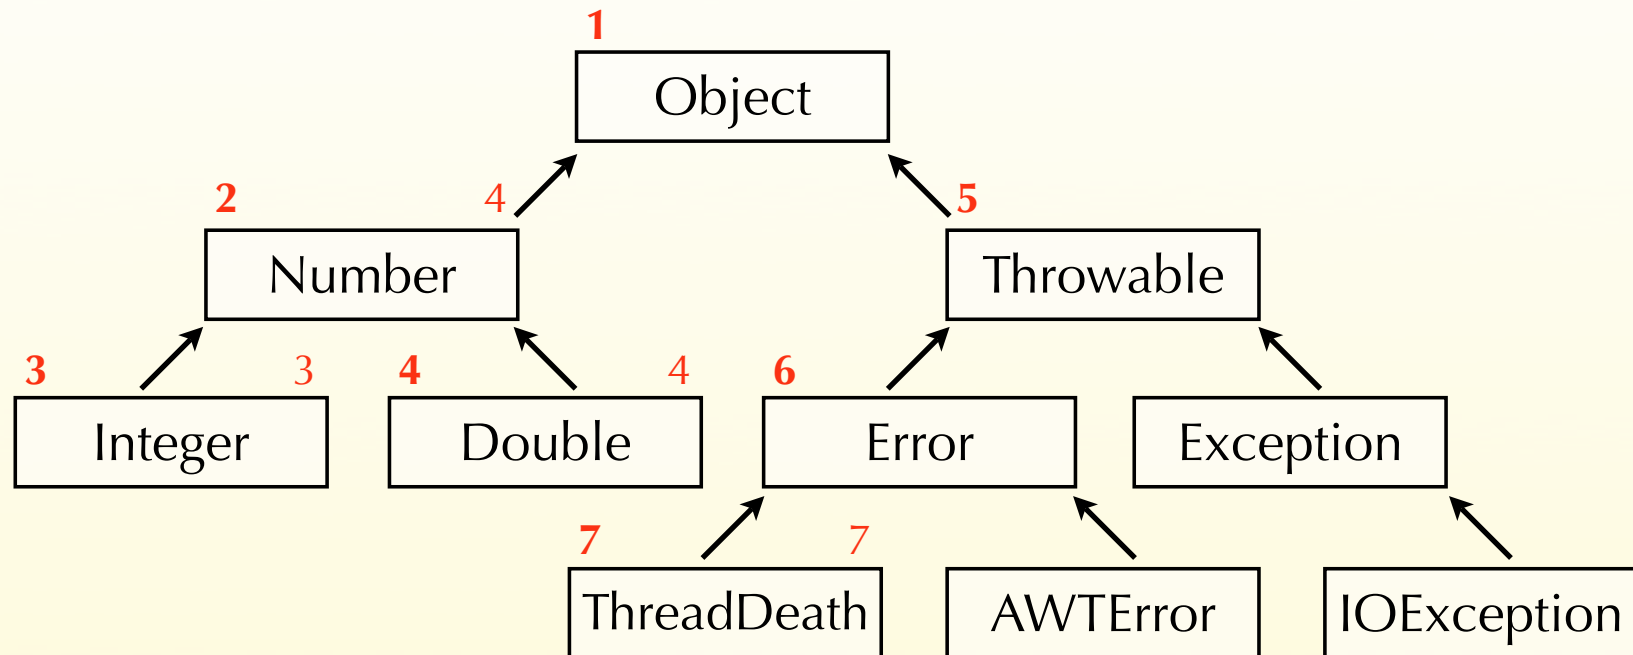 1
Object
2 4 5
Number Throwable
3 3 4 4 6
Integer Double Error Exception
7 7
ThreadDeath AWTError IOException